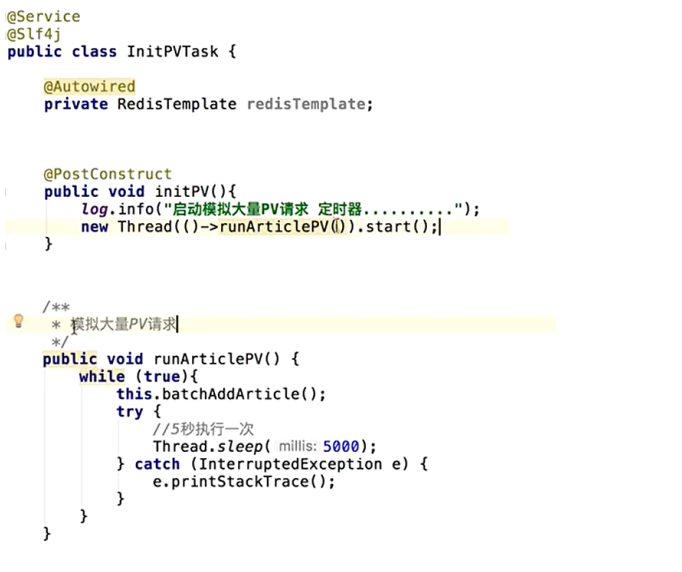 @Service
@Slf4j
public class InitPVTask {
@Autowired
private RedisTemplate redisTemplate;
@PostConstruct
public void initPV(){
log.info("启动模拟大量PV请求 定时器..........");
new Thread(()->runArticlePV()).start();
}
/**
* 模拟大量PV请求
*/
public void runArticlePV() {
while (true){
this.batchAddArticle();
try {
//5秒执行一次
Thread.sleep( millis: 5000);
} catch (InterruptedException e) {
e.printStackTrace();
}
}
}